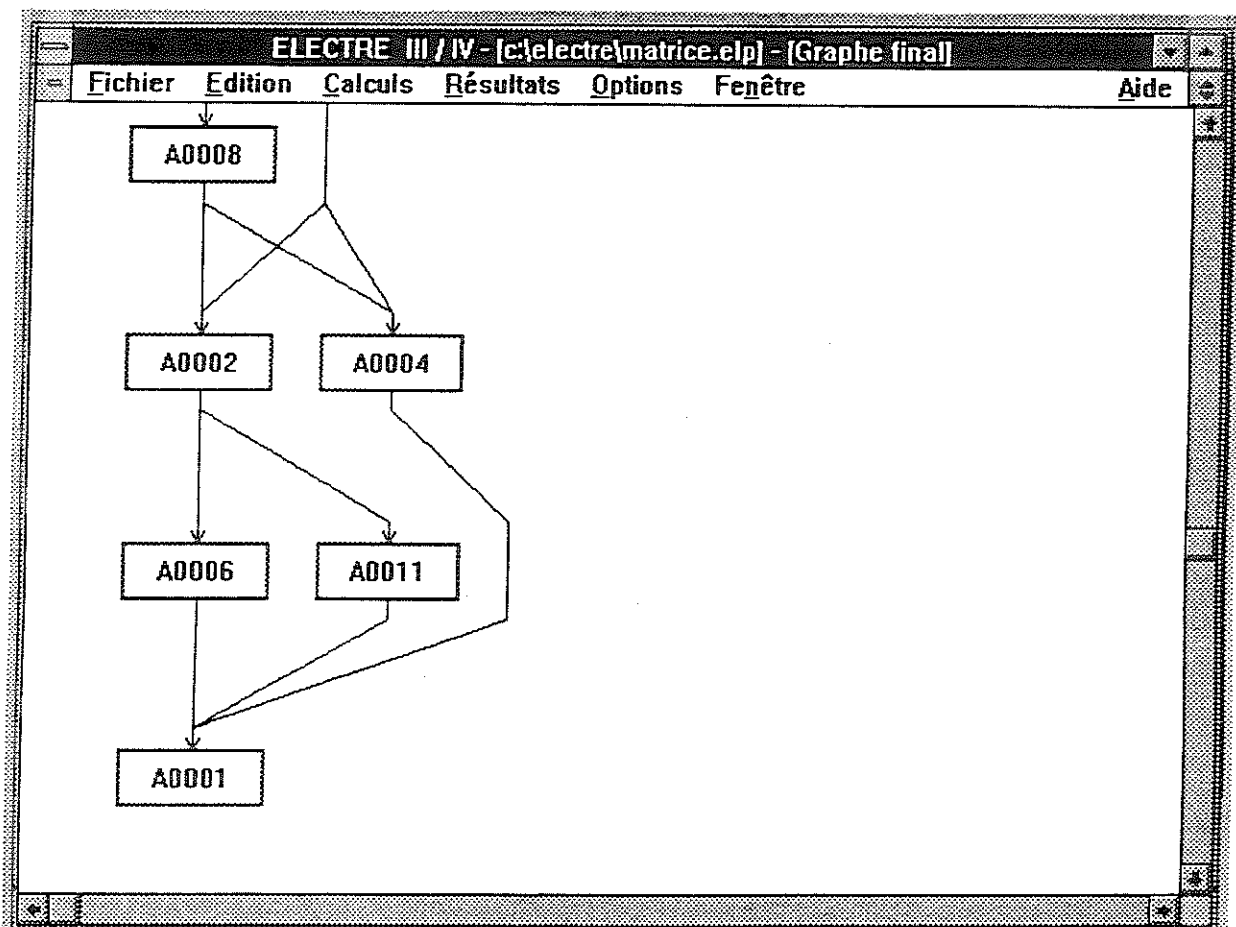 ELECTRE III / IV - [c:\electre\matrice.elp] - [Graphe final]
Fichier Edition Calculs Résultats Options Fenêtre Aide
A0008
A0002 A0004
A0006 A0011
A0001